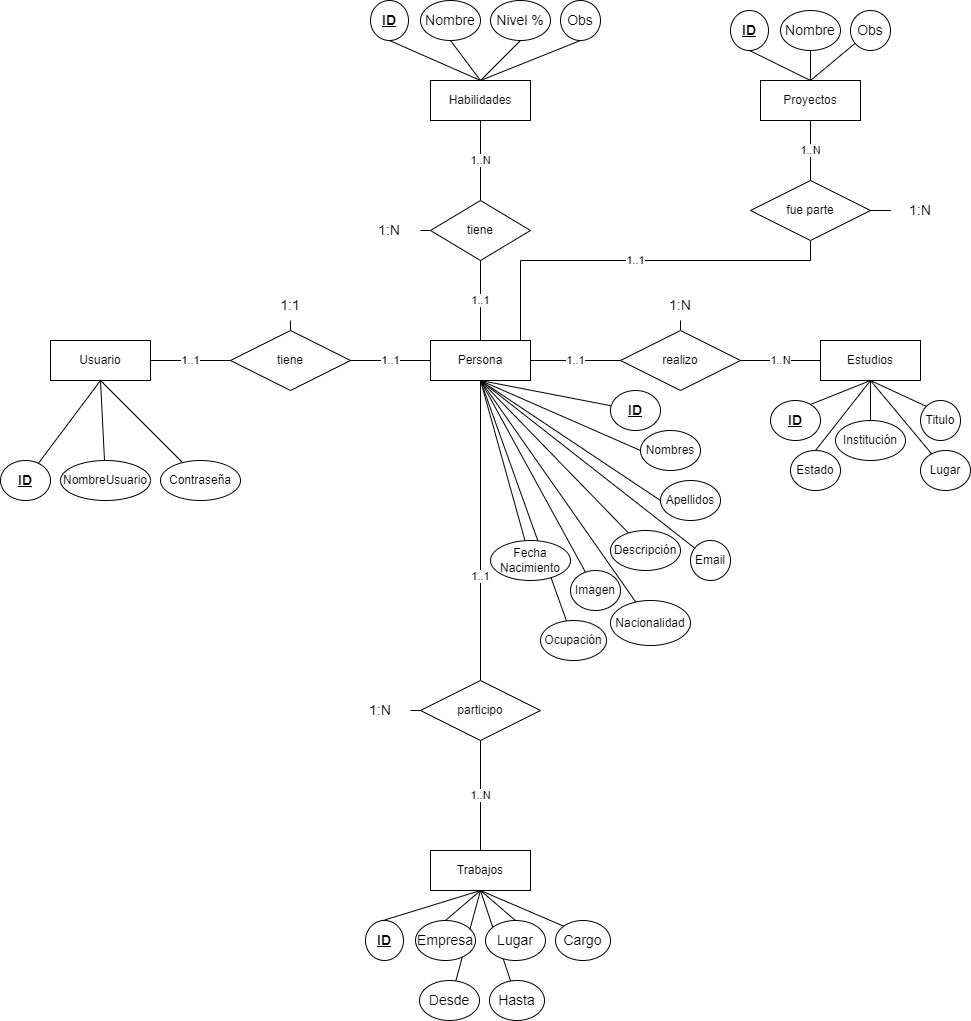 ID
Nombre
Nivel %
Obs
ID
Nombre
Obs
Habilidades
Proyectos
1..N
1..N
1:N
tiene
fue parte
1:N
1..1
1..1
1:1
1:N
Usuario
1..1
tiene
1..1
Persona
1..1
realizo
1..N
Estudios
ID
Nombres
Apellidos
Descripción
Email
Fecha
Nacimiento
Imagen
Nacionalidad
Ocupación
ID
Titulo
Institución
Estado
Lugar
ID
NombreUsuario
Contraseña
1..1
1:N
participo
1..N
Trabajos
ID
Empresa
Lugar
Cargo
Desde
Hasta